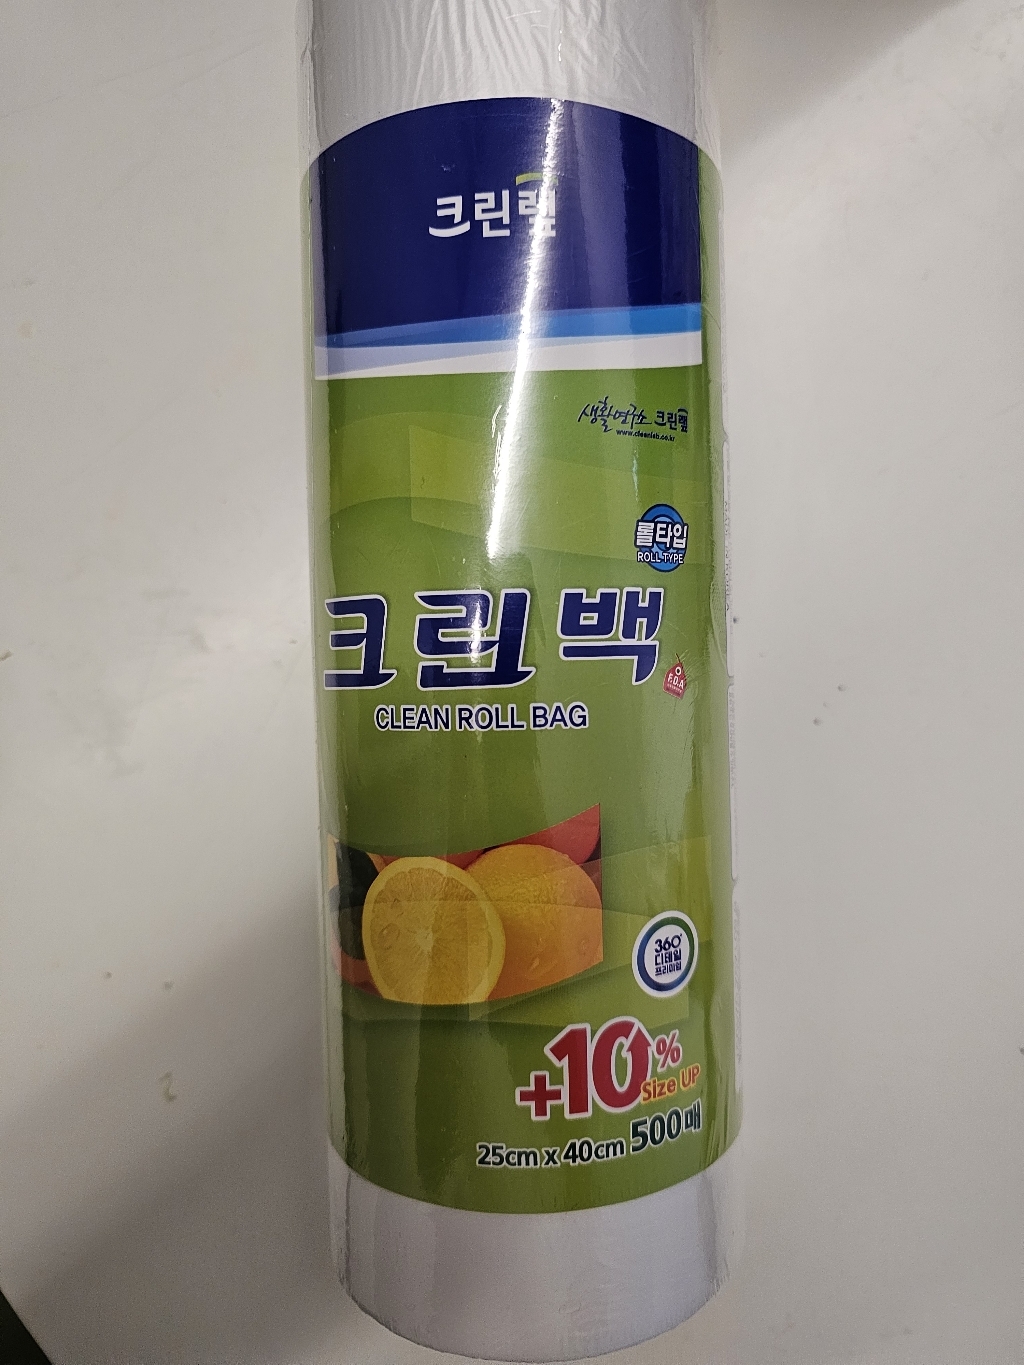 크린랲
생활연구소 크린랲
www.cleanlab.co.kr
롤타입
ROLL TYPE
크린백
F.D.A
CLEAN ROLL BAG
360°
디테일
프리미엄
+10%
Size UP
25cm x 40cm 500매